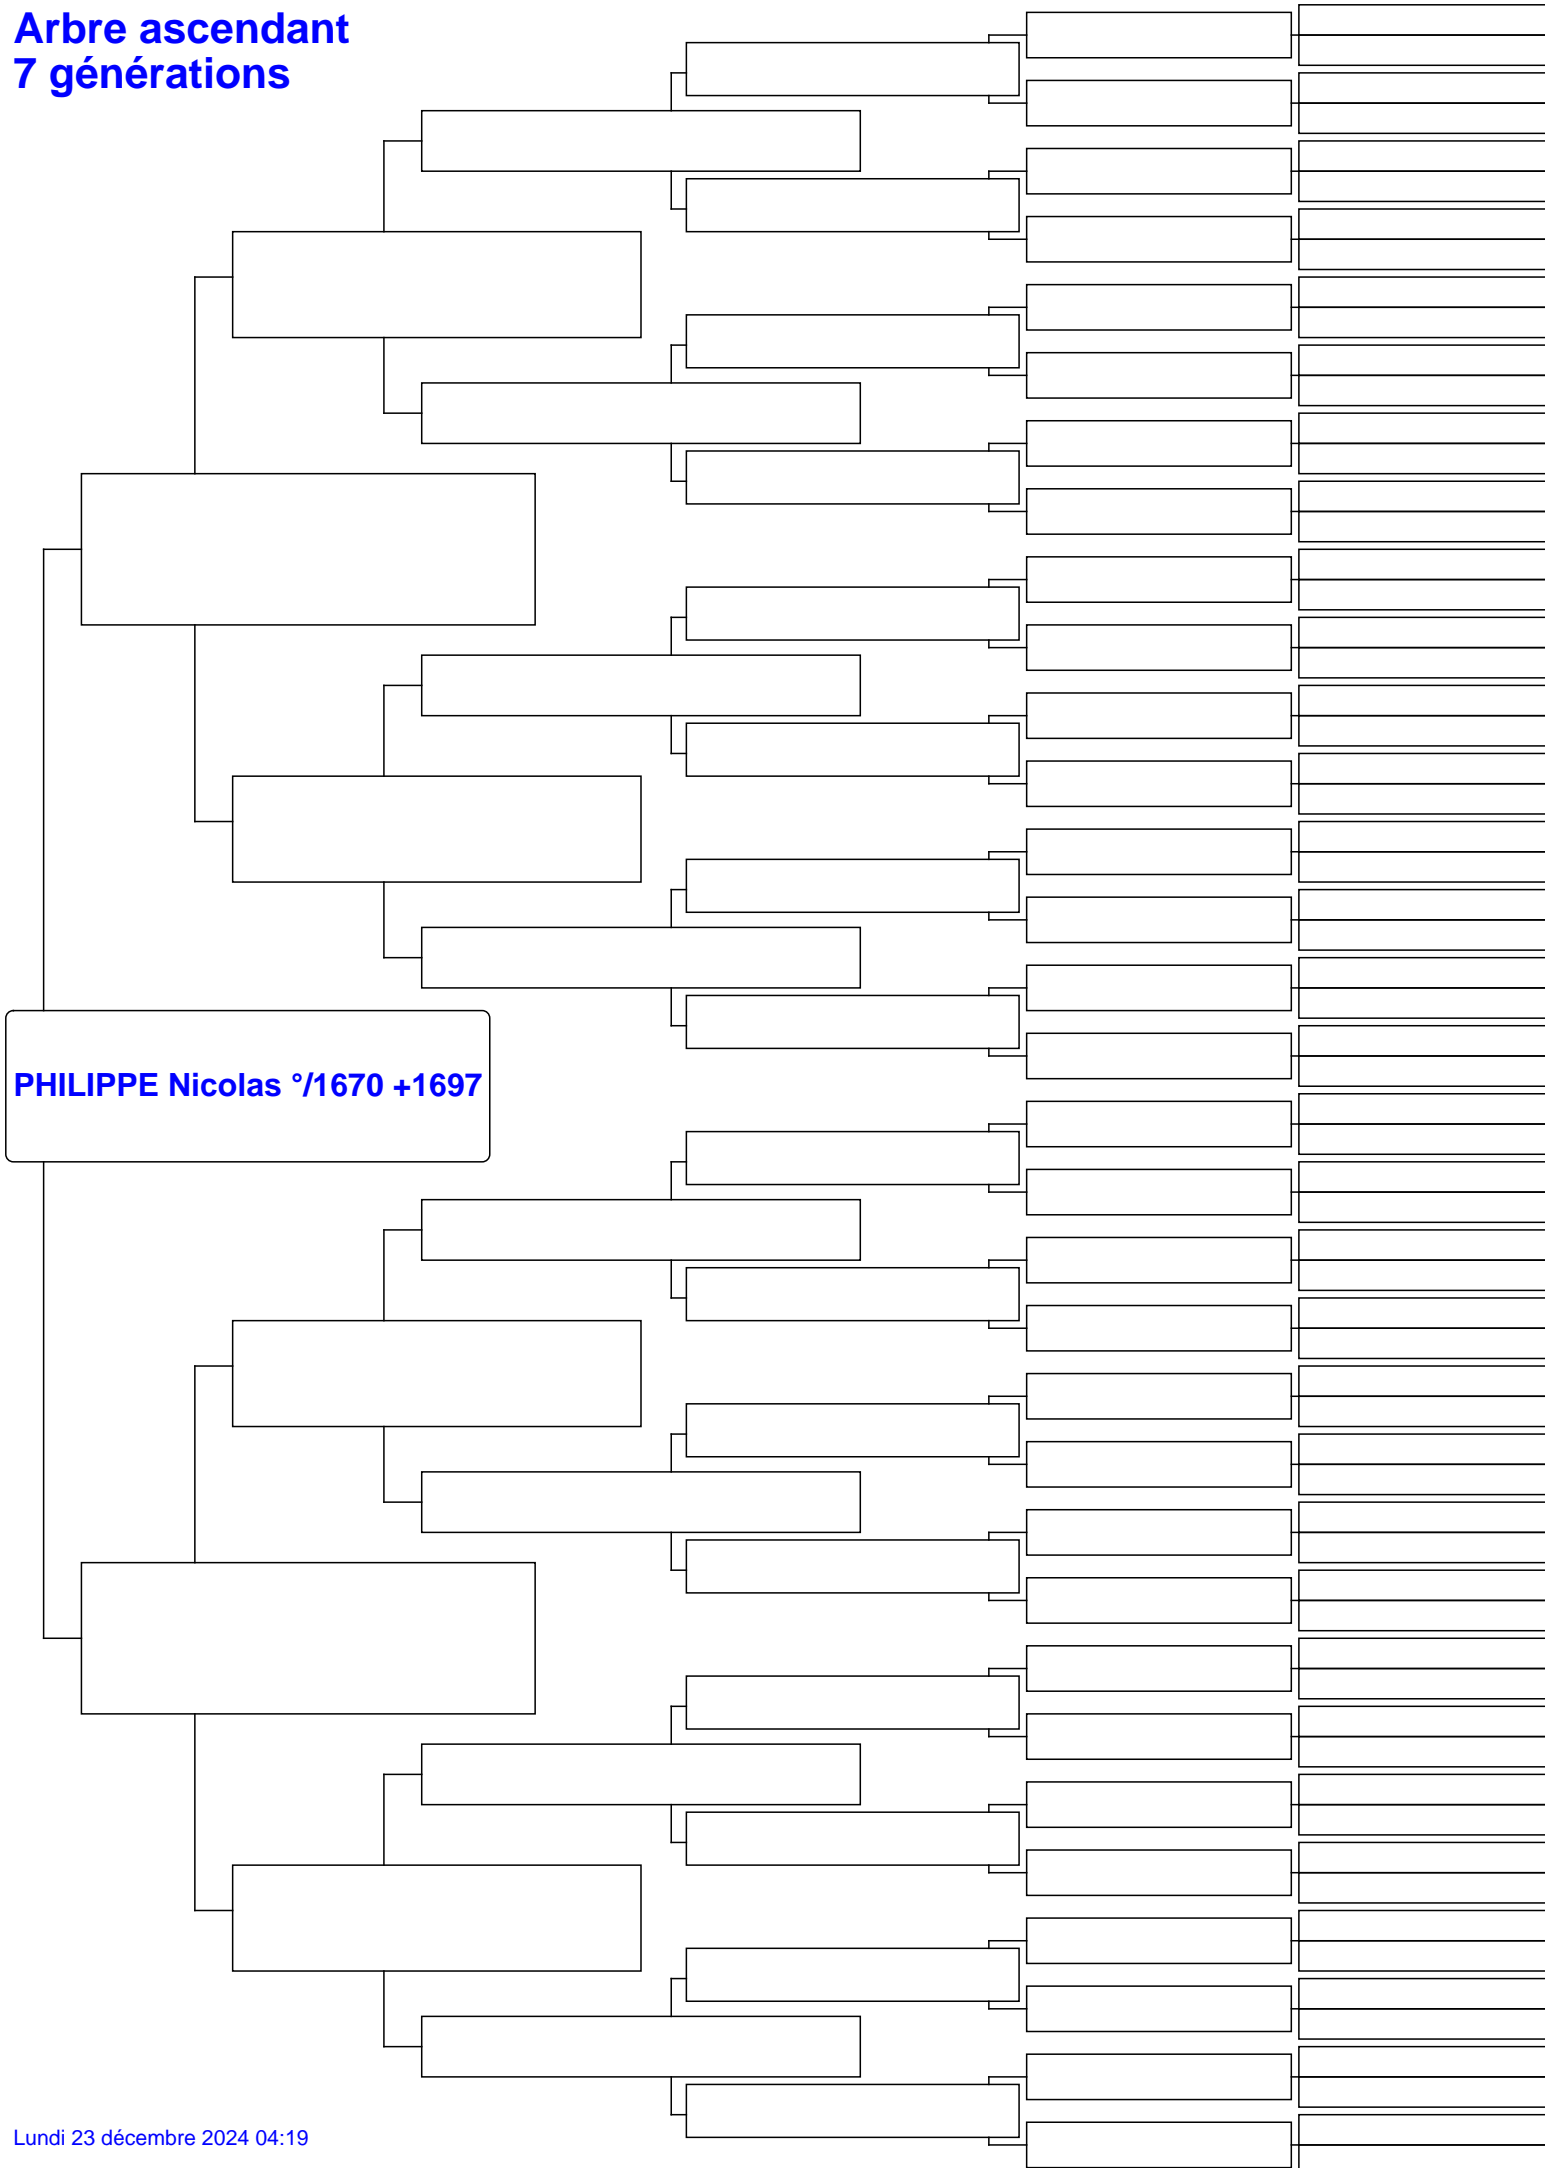 Arbre ascendant
7 générations
PHILIPPE Nicolas °/1670 +1697
Lundi 23 décembre 2024 04:19